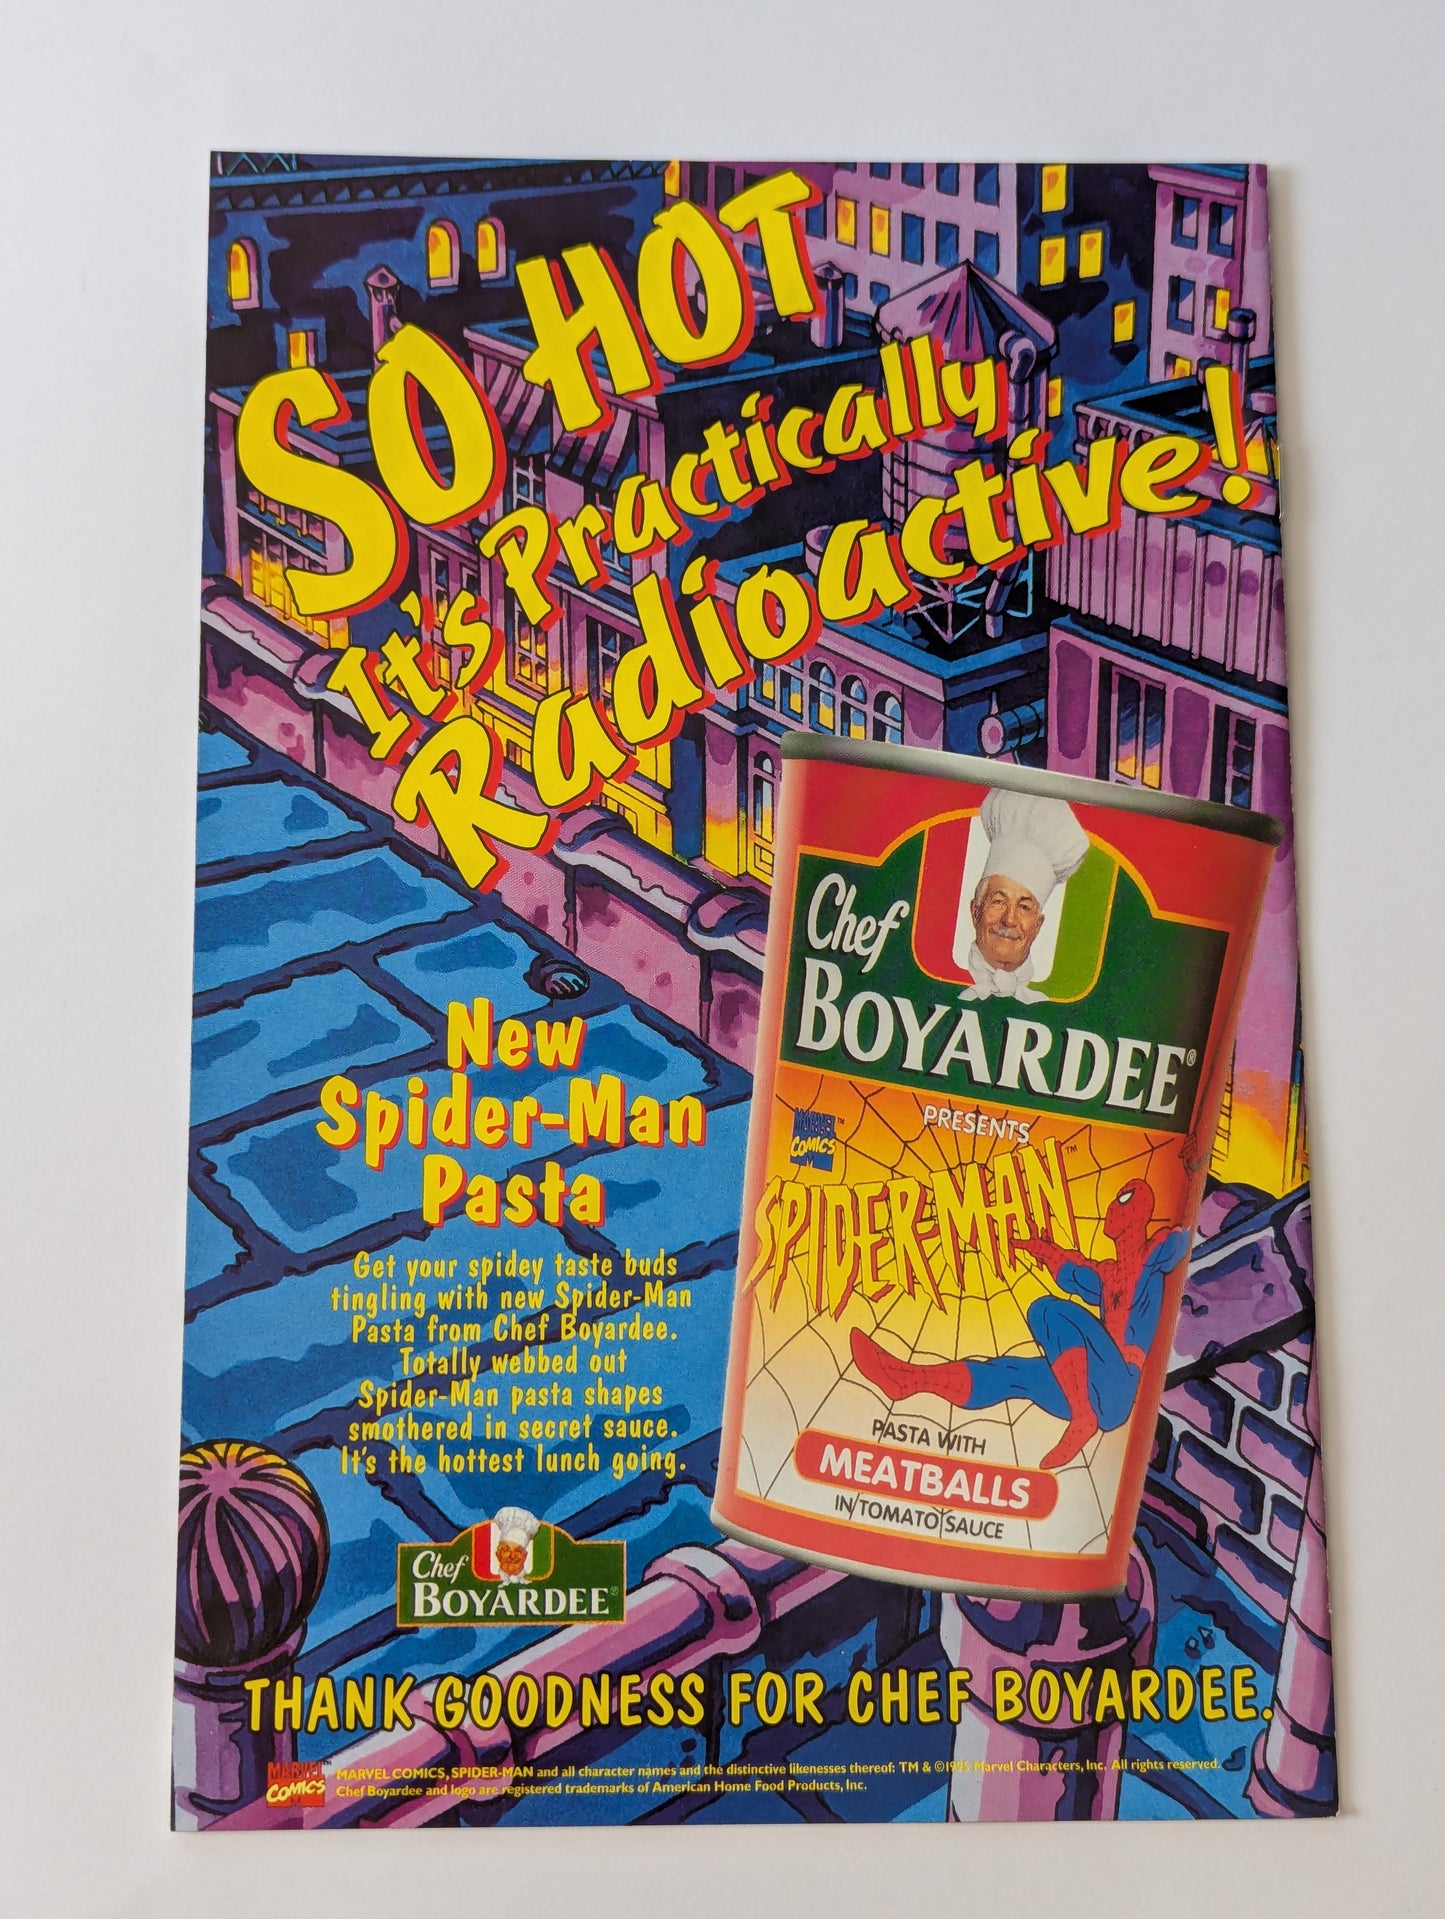 SO HOT
It's Practically
Radioactive!
Chef
BOYARDEE®
PRESENTS
MARVEL™
COMICS
M
SPIDER-MAN™
PASTA WITH
MEATBALLS
IN TOMATO SAUCE
New
Spider-Man
Pasta
Get your spidey taste buds
tingling with new Spider-Man
Pasta from Chef Boyardee.
Totally webbed out
Spider-Man pasta shapes
smothered in secret sauce.
It's the hottest lunch going.
Chef
BOYARDEE®
THANK GOODNESS FOR CHEF BOYARDEE.
MARVEL™
COMICS
M
MARVEL COMICS, SPIDER-MAN and all character names and the distinctive likenesses thereof: TM & ©1995 Marvel Characters, Inc. All rights reserved.
Chef Boyardee and logo are registered trademarks of American Home Food Products, Inc.